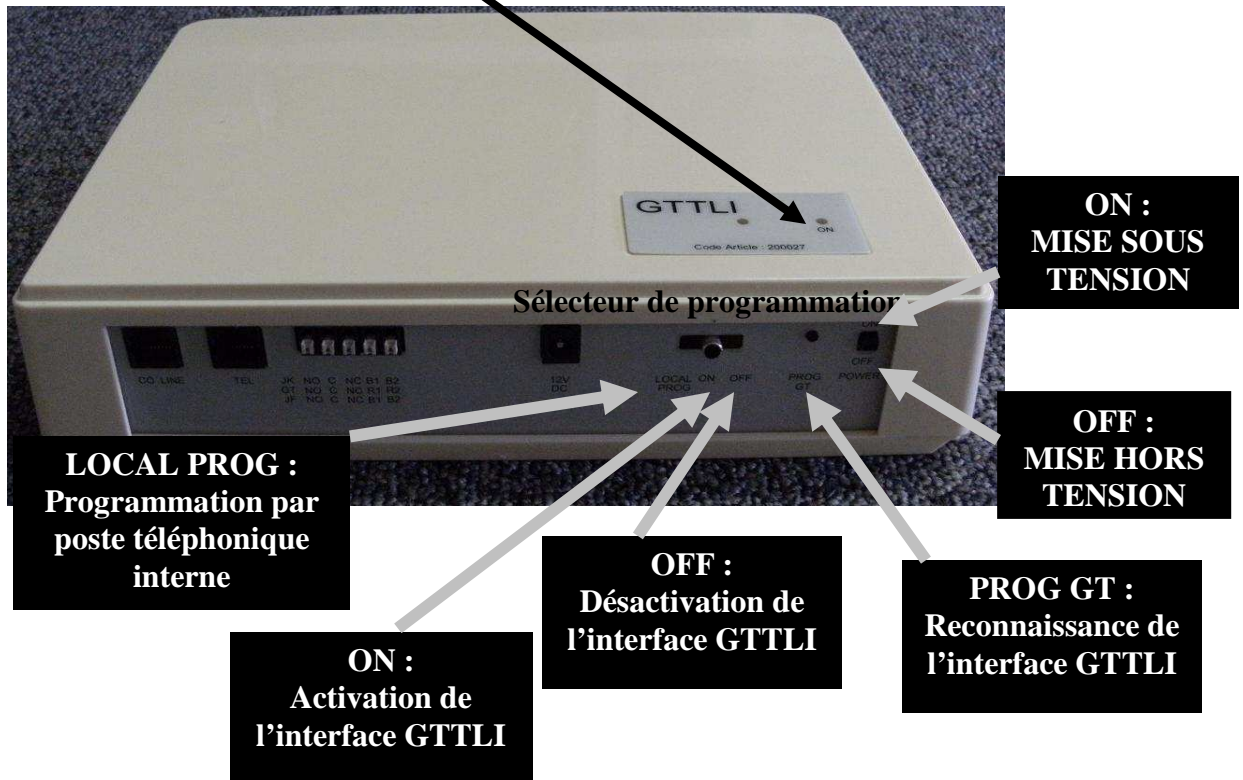 GTTLI
ON
Code Article : 200027
ON :
MISE SOUS
TENSION
Sélecteur de programmation
ON
OFF
CO LINE
TEL
JK NO C NC B1 B2
GT NO C NC R1 R2
JF NO C NC B1 B2
12V
DC
LOCAL
PROG
ON
OFF
PROG
GT
POWER
LOCAL PROG :
Programmation par
poste téléphonique
interne
OFF :
MISE HORS
TENSION
OFF :
Désactivation de
l’interface GTTLI
PROG GT :
Reconnaissance de
l’interface GTTLI
ON :
Activation de
l’interface GTTLI